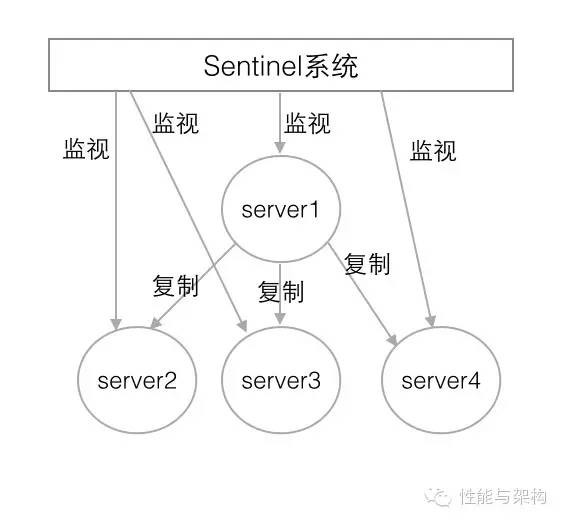 Sentinel系统
监视
监视
监视
监视
server1
复制
复制
复制
server2
server3
server4
性能与架构